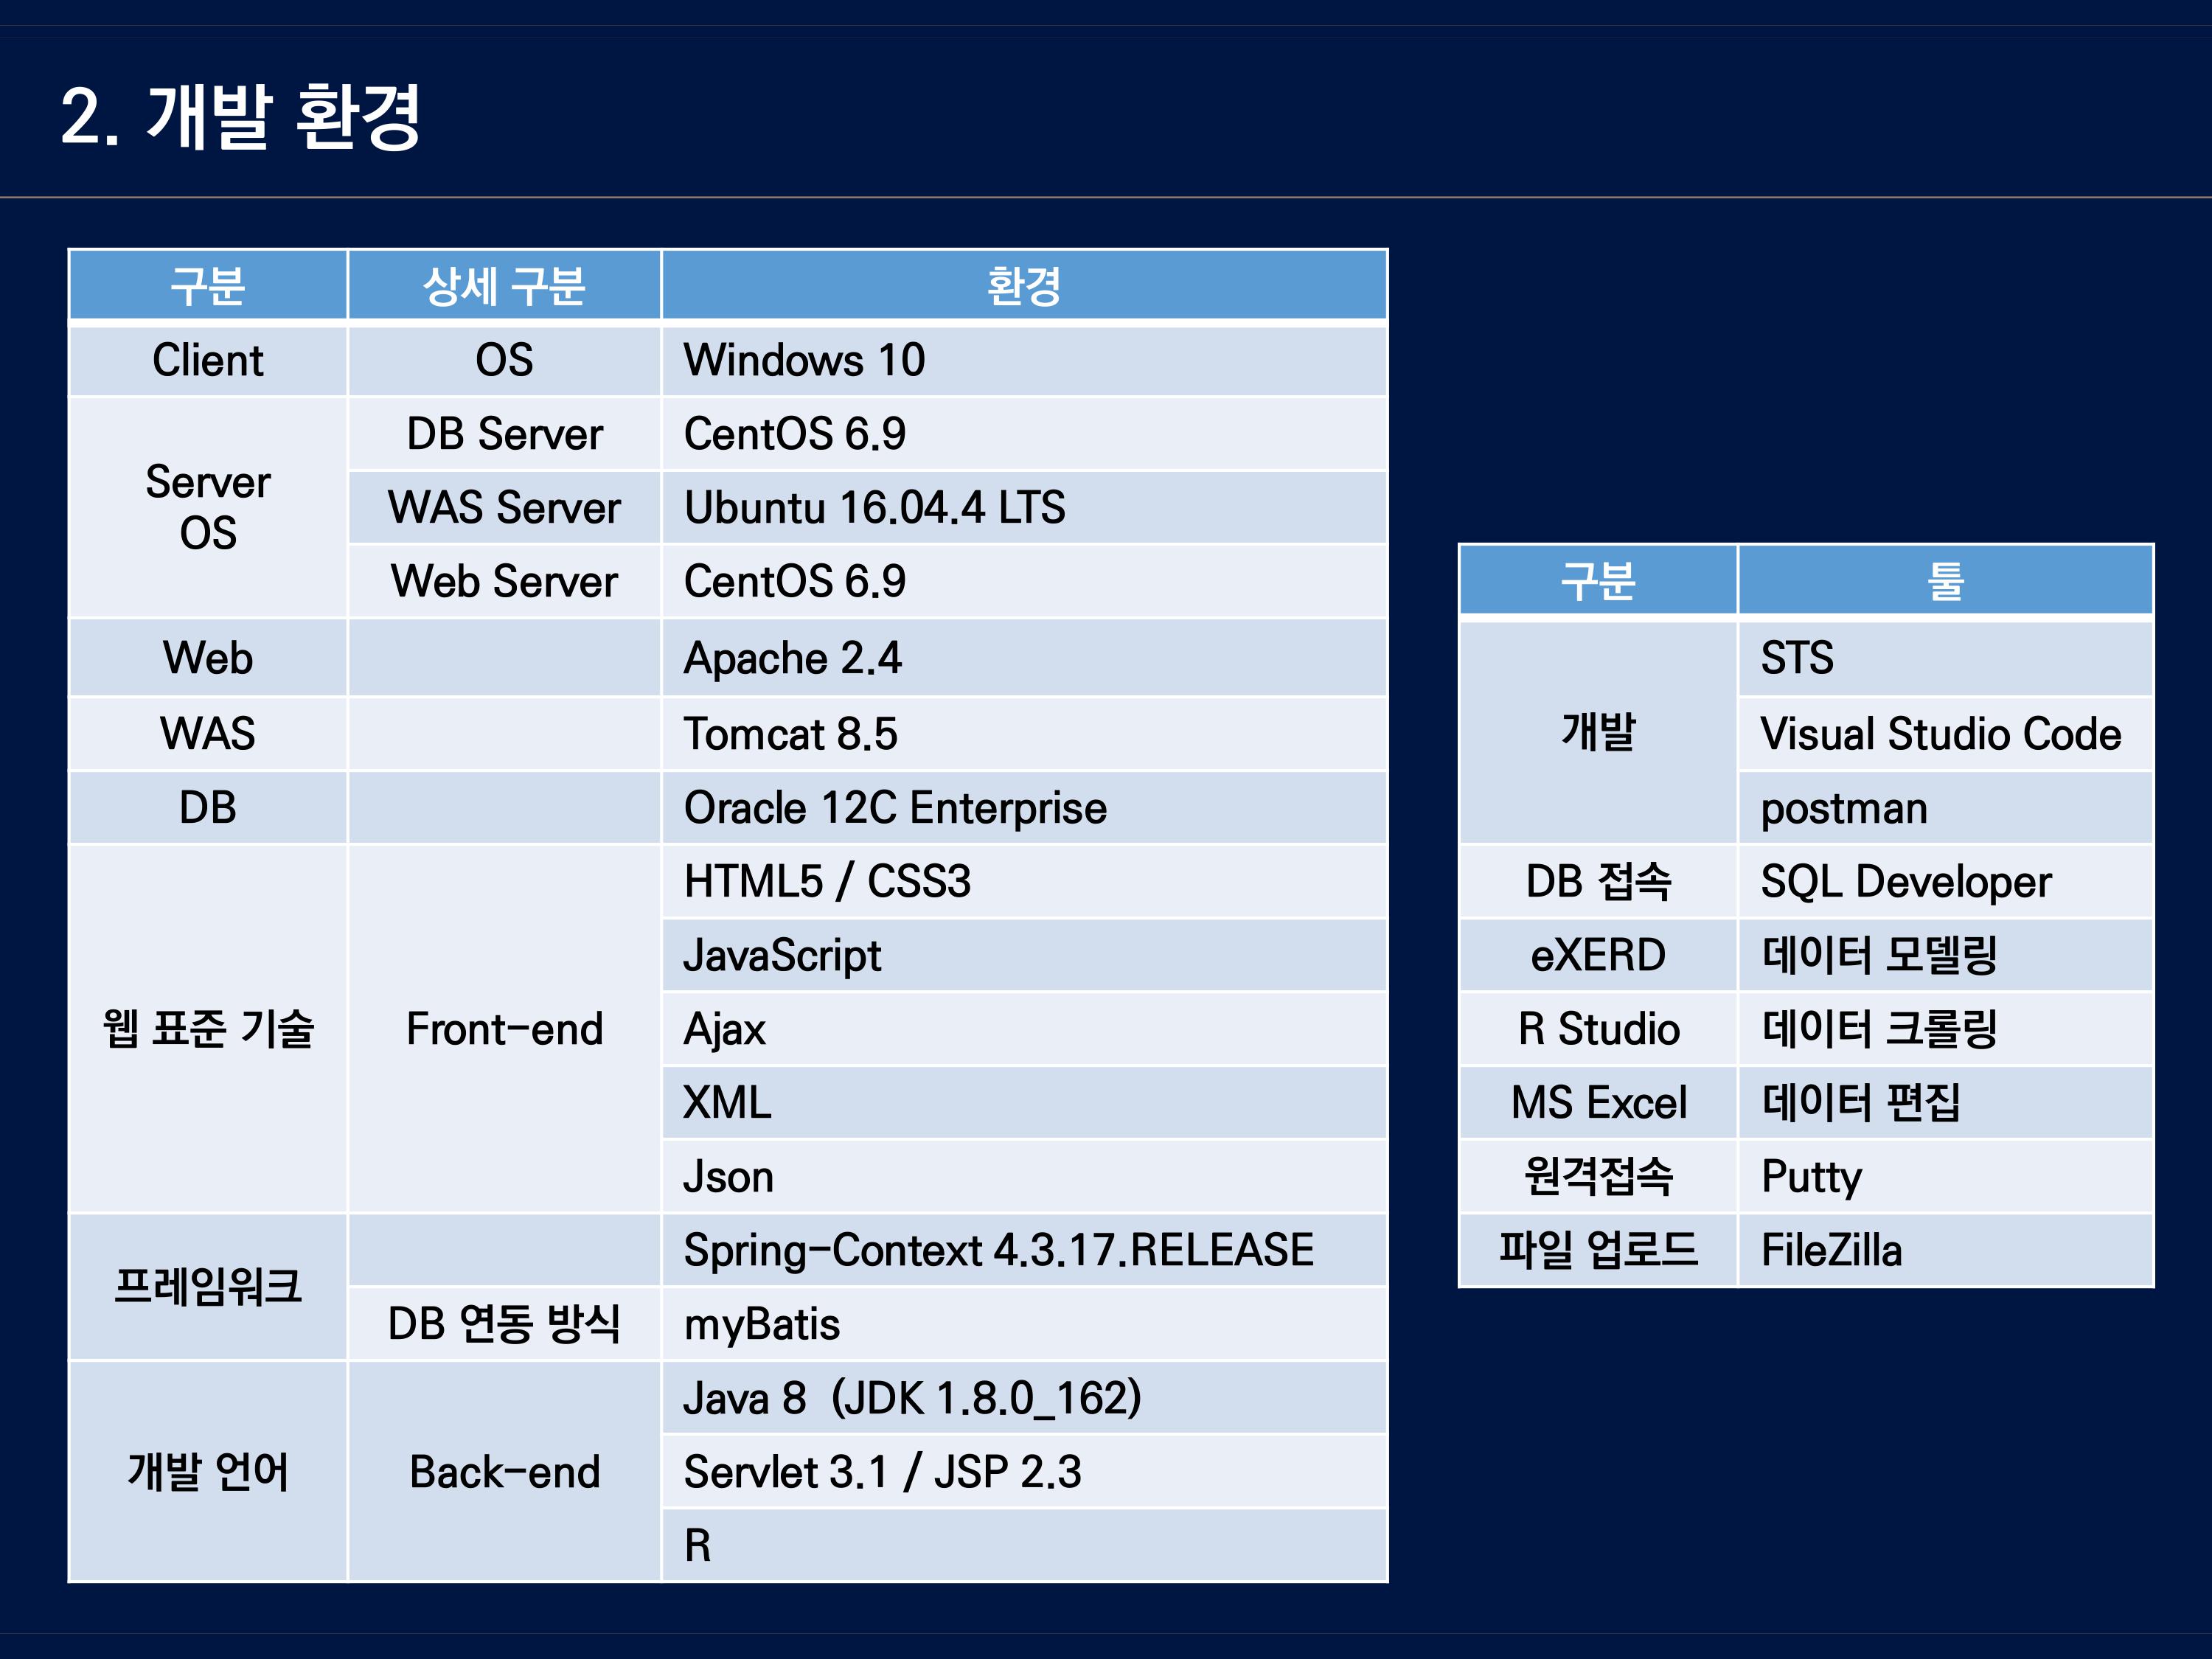 2. 개발 환경
구분 상세 구분 환경
Client OS Windows 10
Server OS
DB Server CentOS 6.9
WAS Server Ubuntu 16.04.4 LTS
Web Server CentOS 6.9
Web Apache 2.4
WAS Tomcat 8.5
DB Oracle 12C Enterprise
웹 표준 기술 Front-end
HTML5 / CSS3
JavaScript
Ajax
XML
Json
프레임워크
Spring-Context 4.3.17.RELEASE
DB 연동 방식 myBatis
개발 언어 Back-end
Java 8 (JDK 1.8.0_162)
Servlet 3.1 / JSP 2.3
R
구분 툴
개발
STS
Visual Studio Code
postman
DB 접속 SQL Developer
eXERD 데이터 모델링
R Studio 데이터 크롤링
MS Excel 데이터 편집
원격접속 Putty
파일 업로드 FileZilla